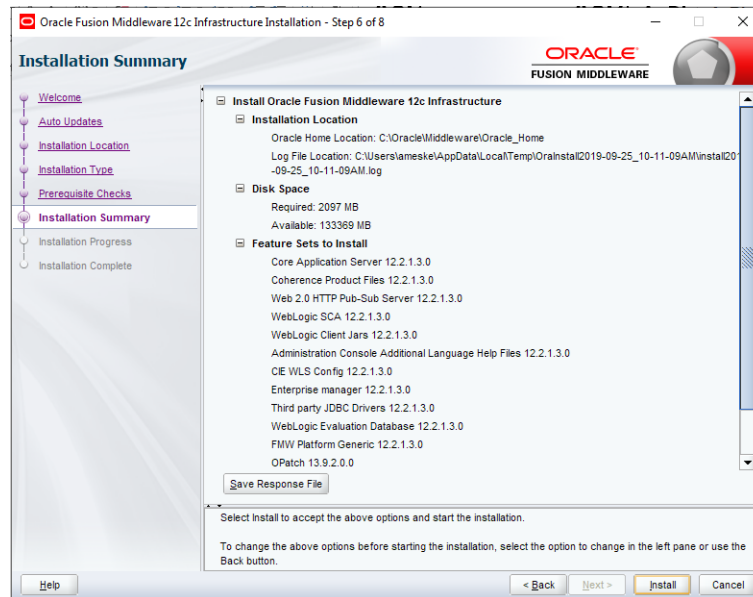 Oracle Fusion Middleware 12c Infrastructure Installation - Step 6 of 8
Installation Summary
ORACLE
FUSION MIDDLEWARE
Welcome
Auto Updates
Installation Location
Installation Type
Prerequisite Checks
Installation Summary
Installation Progress
Installation Complete
Install Oracle Fusion Middleware 12c Infrastructure
Installation Location
Oracle Home Location: C:\Oracle\Middleware\Oracle_Home
Log File Location: C:\Users\ameske\AppData\Local\Temp\OraInstall2019-09-25_10-11-09AM\install201
-09-25_10-11-09AM.log
Disk Space
Required: 2097 MB
Available: 133369 MB
Feature Sets to Install
Core Application Server 12.2.1.3.0
Coherence Product Files 12.2.1.3.0
Web 2.0 HTTP Pub-Sub Server 12.2.1.3.0
WebLogic SCA 12.2.1.3.0
WebLogic Client Jars 12.2.1.3.0
Administration Console Additional Language Help Files 12.2.1.3.0
CIE WLS Config 12.2.1.3.0
Enterprise manager 12.2.1.3.0
Third party JDBC Drivers 12.2.1.3.0
WebLogic Evaluation Database 12.2.1.3.0
FMW Platform Generic 12.2.1.3.0
OPatch 13.9.2.0.0
Save Response File
Select Install to accept the above options and start the installation.
To change the above options before starting the installation, select the option to change in the left pane or use the
Back button.
Help
< Back
Next >
Install
Cancel